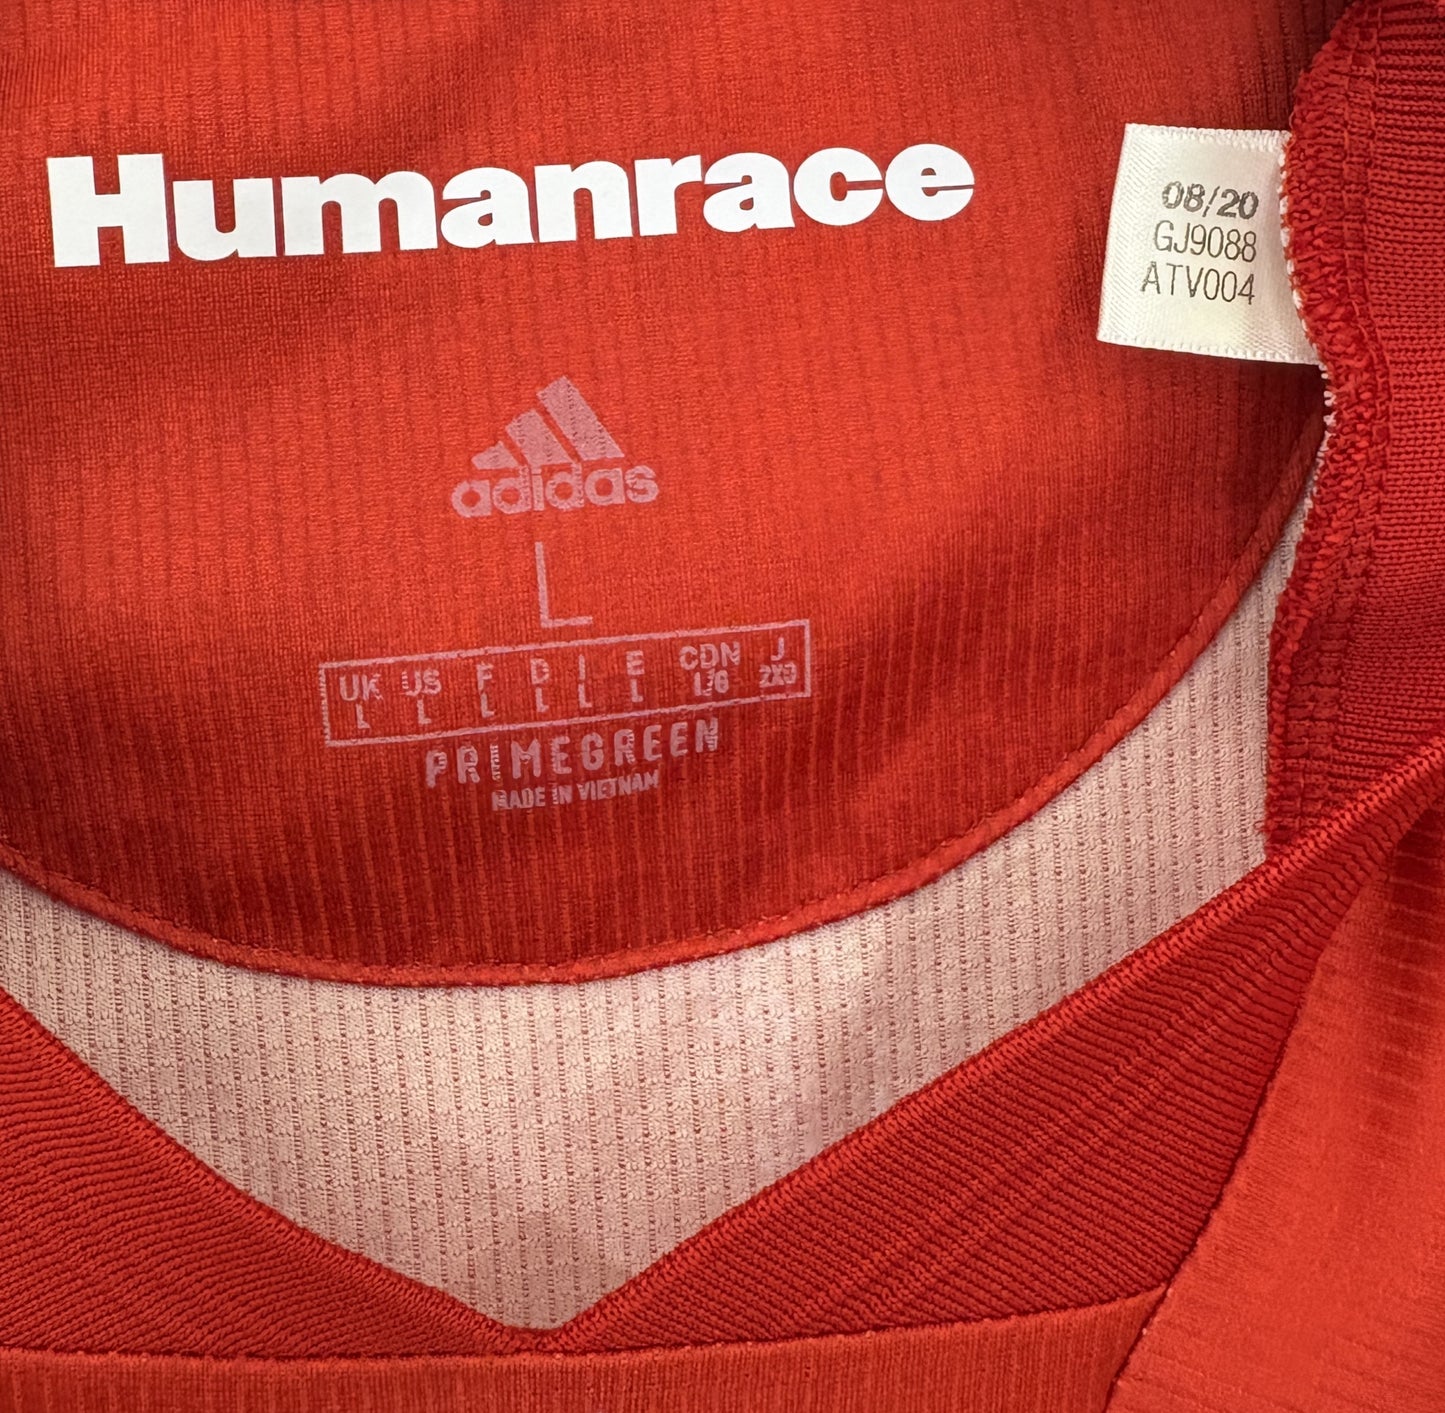 Humanrace
08/20
GJ9088
ATV004
adidas
L
UK US F D I E CDN J
L L L L L L L/G 2XO
PRIMEGREEN
MADE IN VIETNAM